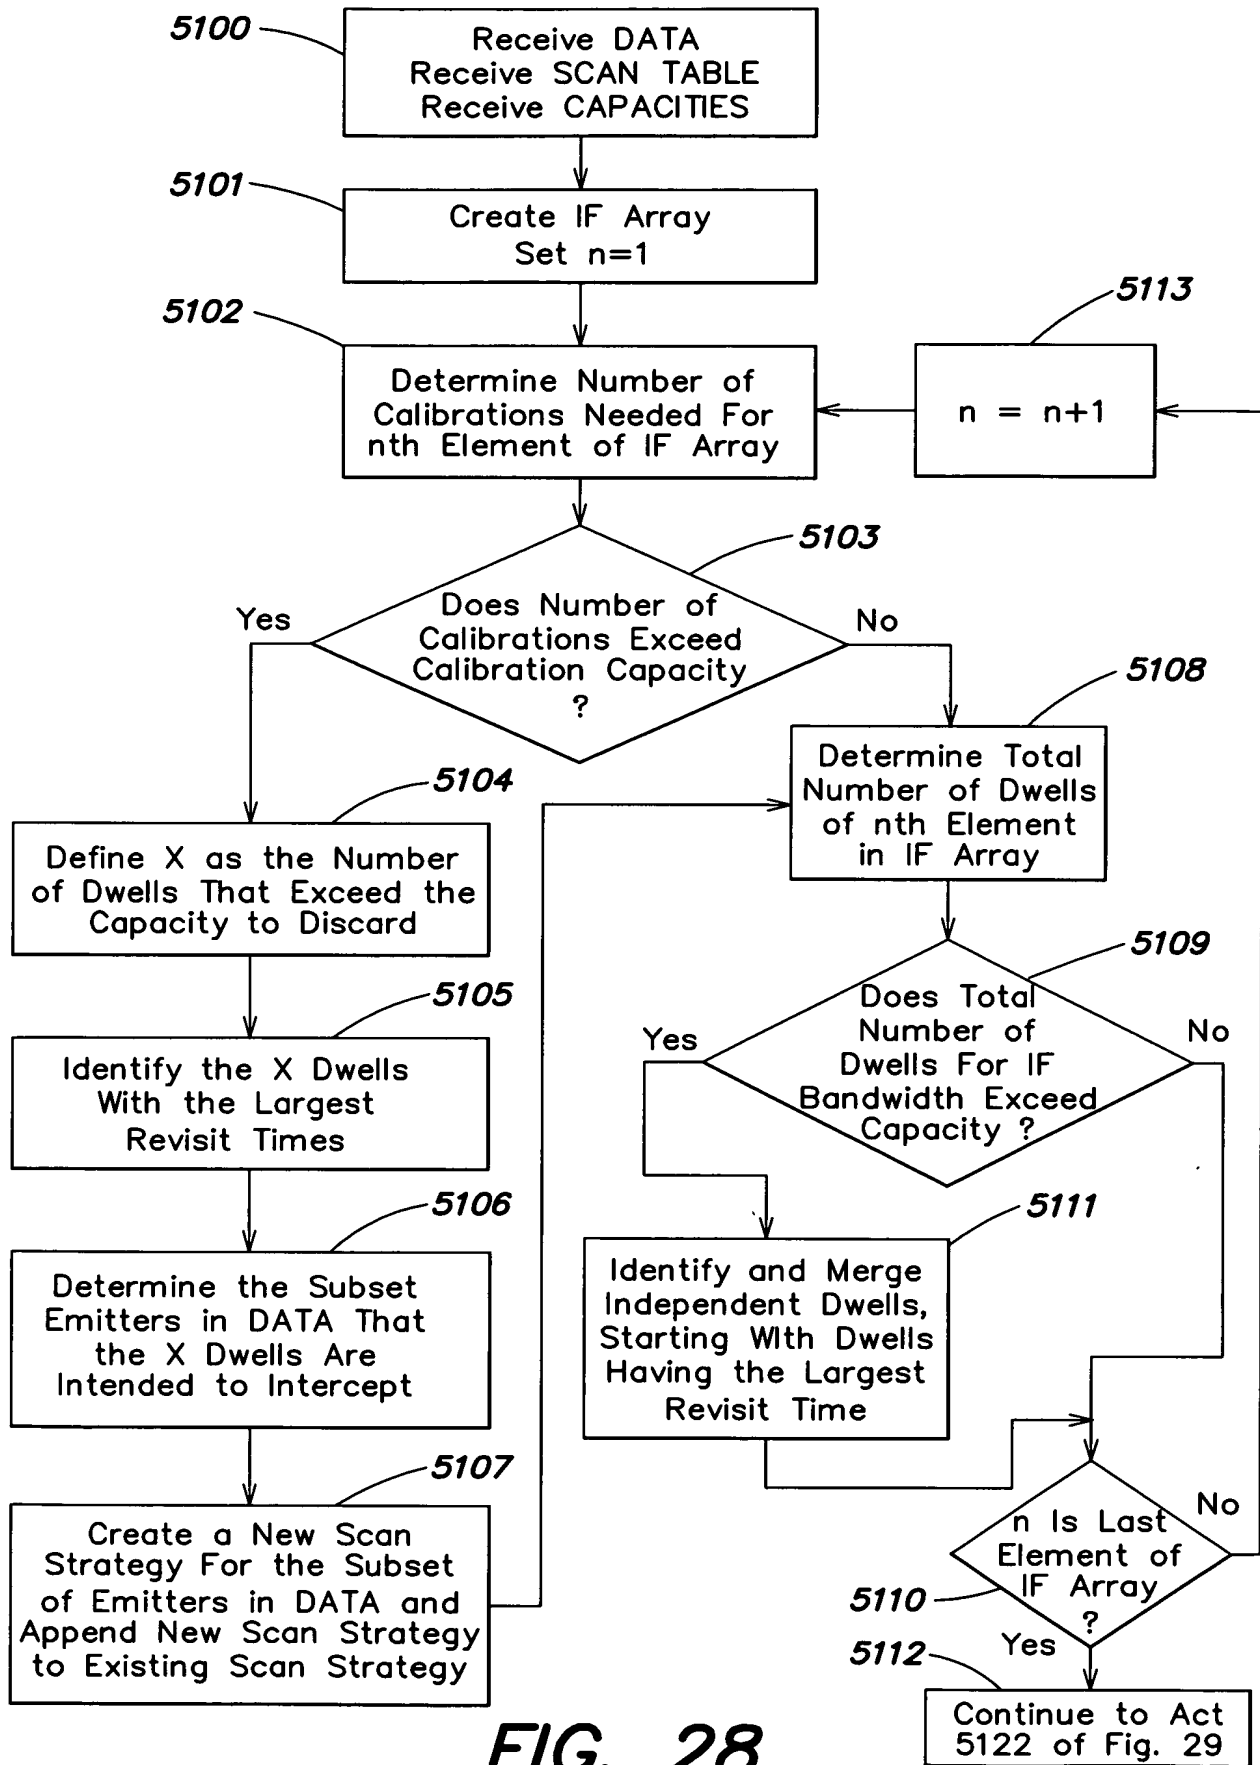 5100
Receive DATA
Receive SCAN TABLE
Receive CAPACITIES
5101
Create IF Array
Set n=1
5102
Determine Number of
Calibrations Needed For
nth Element of IF Array
5113
n = n+1
5103
Does Number of
Calibrations Exceed
Calibration Capacity
?
Yes
No
5104
Define X as the Number
of Dwells That Exceed the
Capacity to Discard
5105
Identify the X Dwells
With the Largest
Revisit Times
5106
Determine the Subset
Emitters in DATA That
the X Dwells Are
Intended to Intercept
5107
Create a New Scan
Strategy For the Subset
of Emitters in DATA and
Append New Scan Strategy
to Existing Scan Strategy
5108
Determine Total
Number of Dwells
of nth Element
in IF Array
5109
Does Total
Number of
Dwells For IF
Bandwidth Exceed
Capacity ?
Yes
No
5111
Identify and Merge
Independent Dwells,
Starting WIth Dwells
Having the Largest
Revisit Time
5110
n Is Last
Element of
IF Array
?
No
Yes
5112
Continue to Act
5122 of Fig. 29
FIG. 28